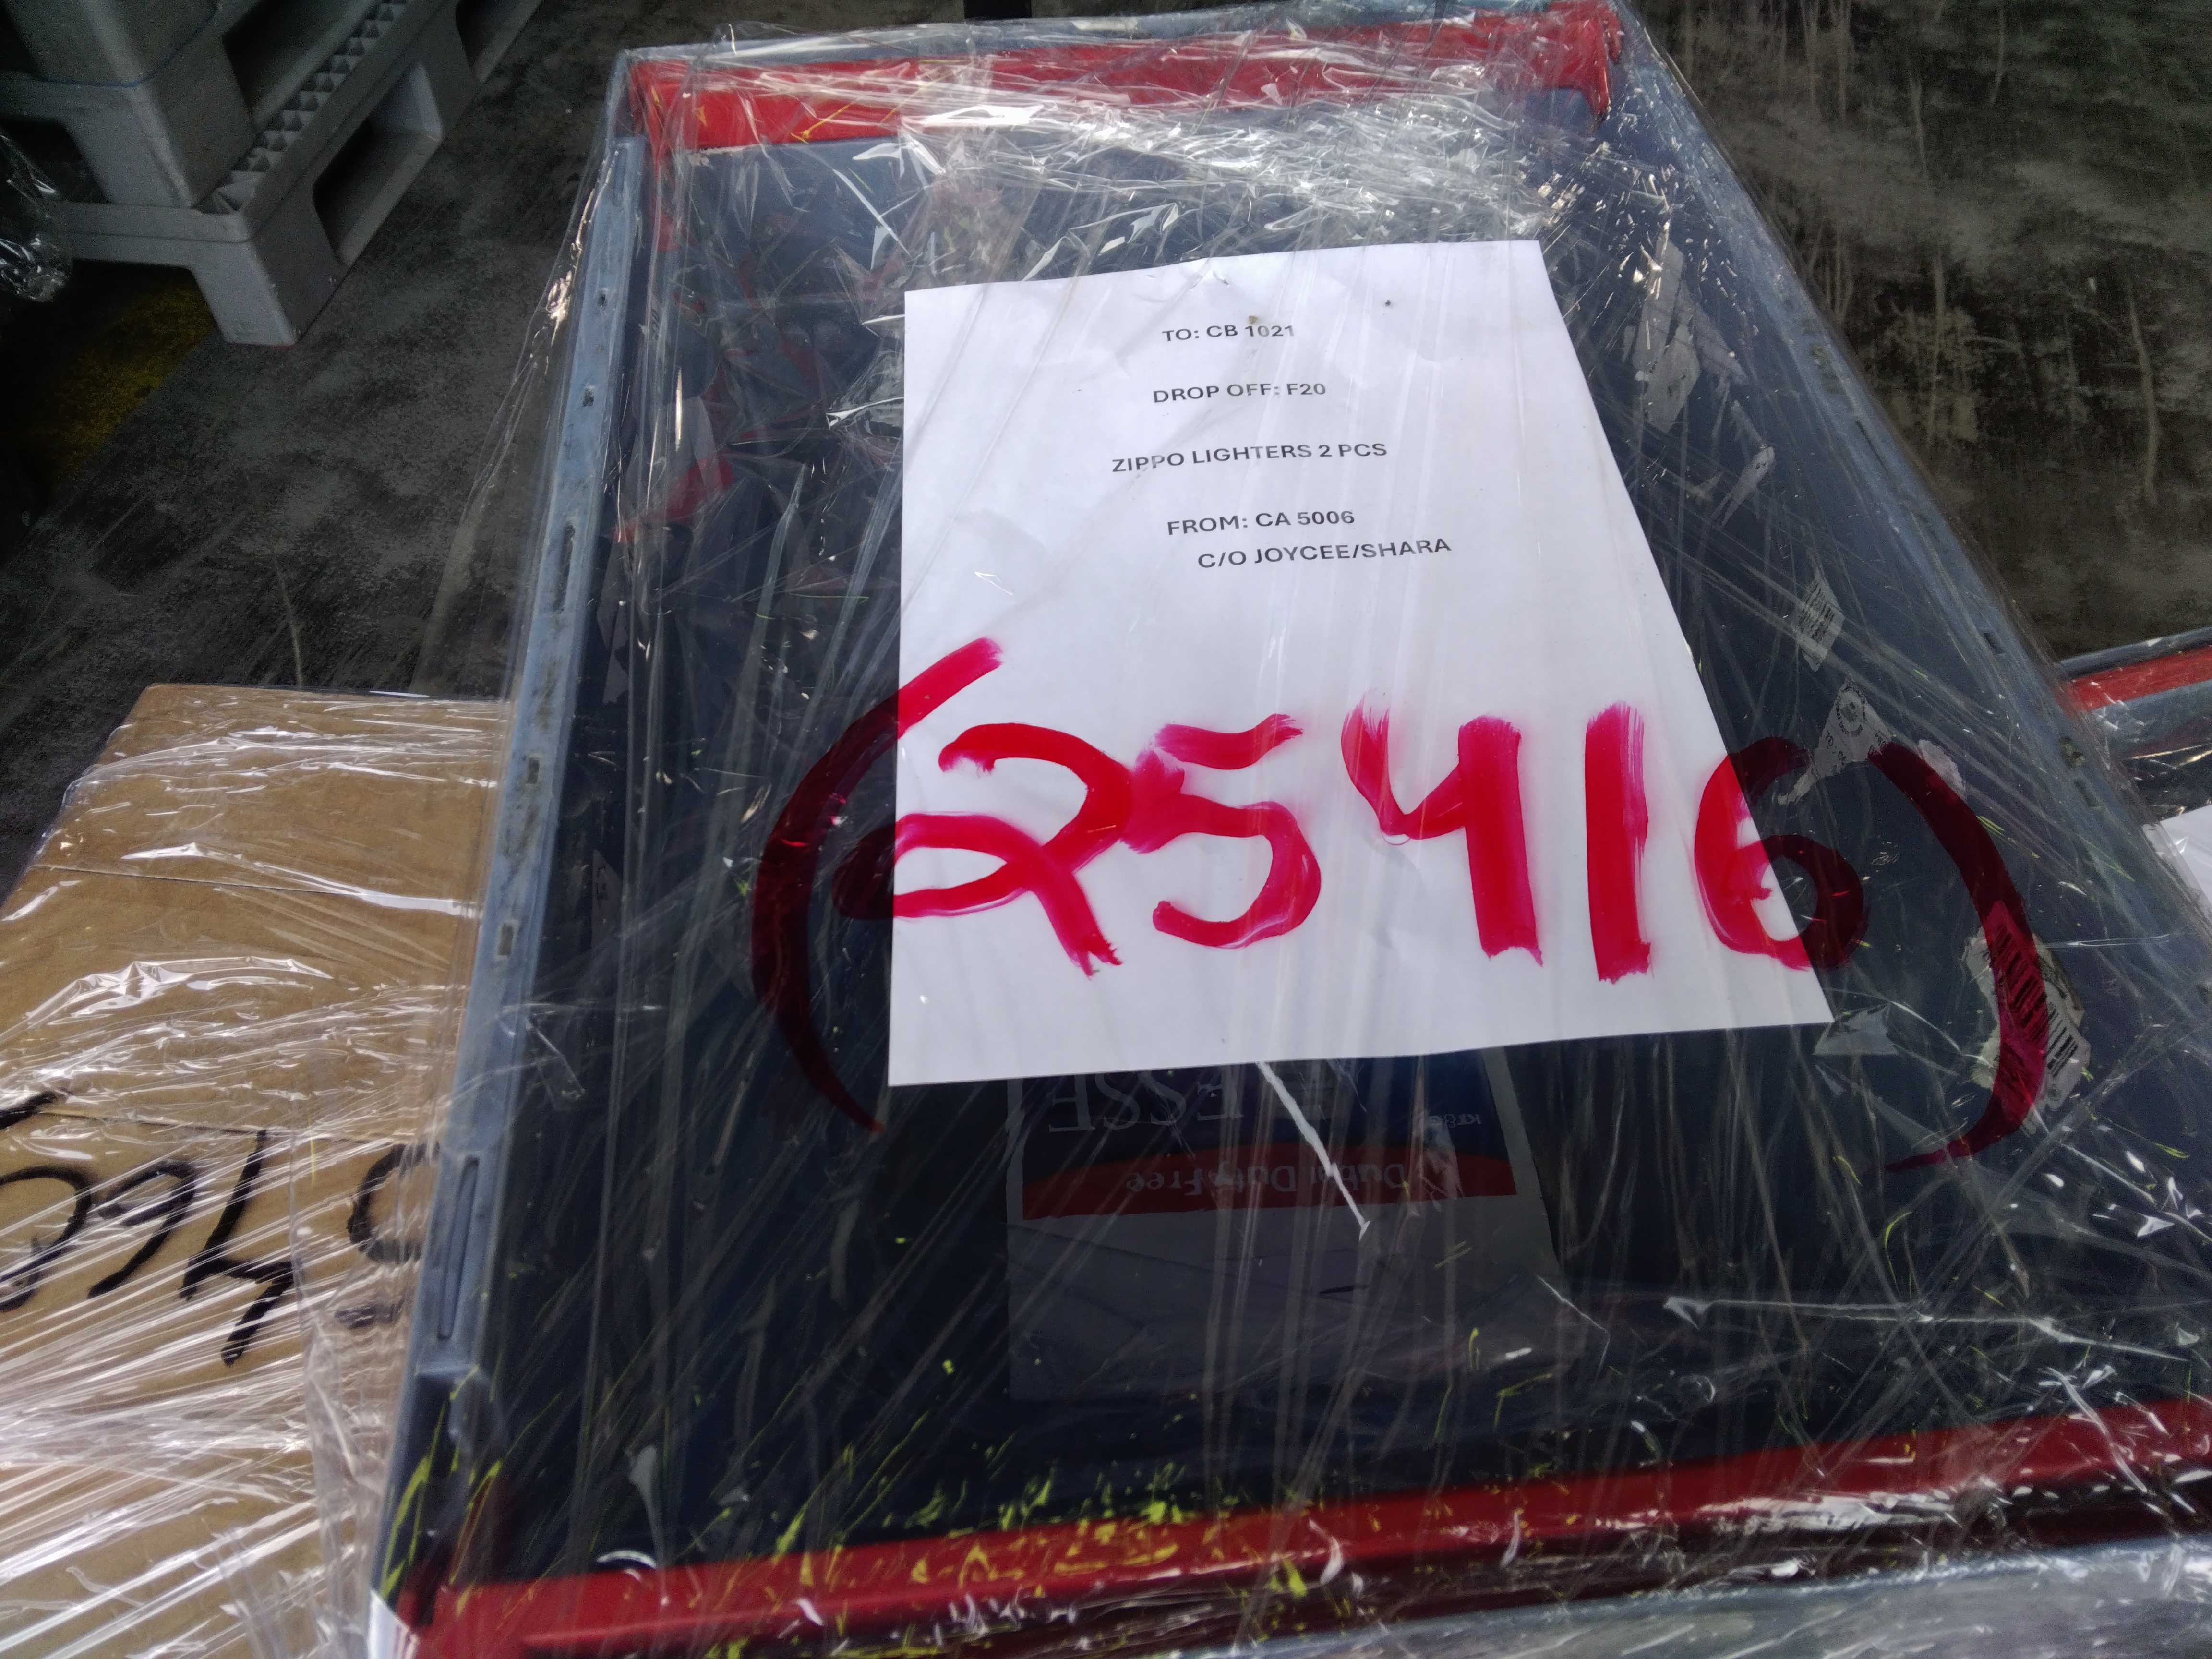 TO: CB 1021
DROP OFF: F20
ZIPPO LIGHTERS 2 PCS
FROM: CA 5006
C/O JOYCEE/SHARA
(25416)
ESSE
Dubai Duty Free